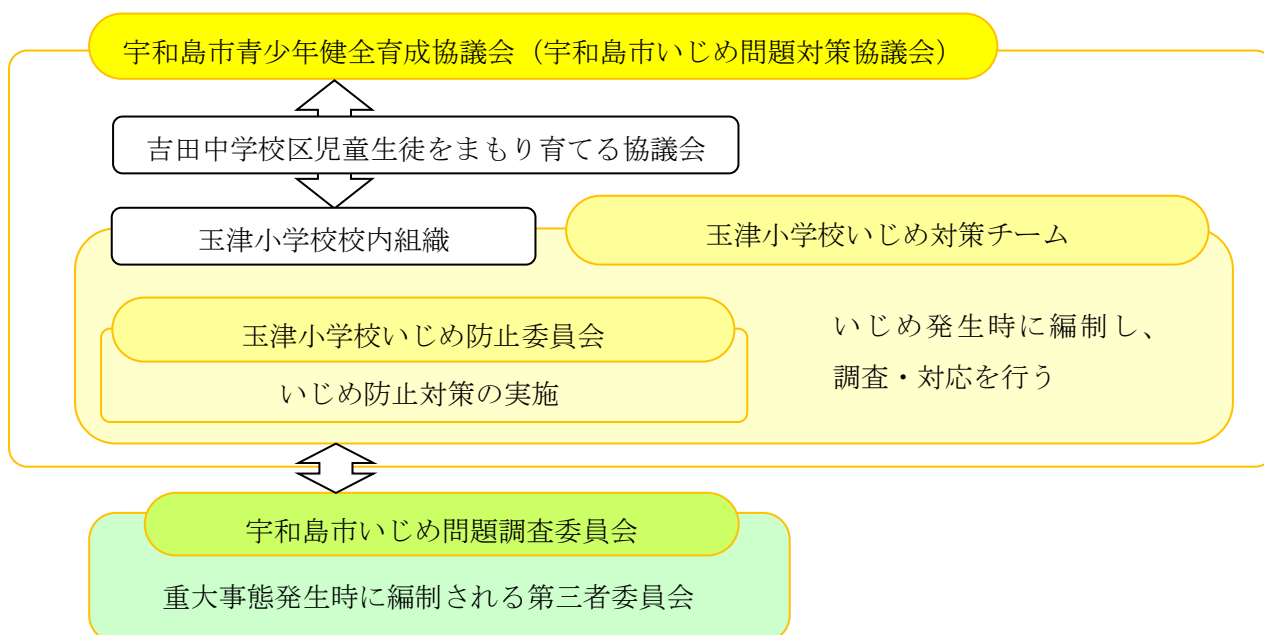 宇和島市青少年健全育成協議会（宇和島市いじめ問題対策協議会）
吉田中学校区児童生徒をまもり育てる協議会
玉津小学校校内組織
玉津小学校いじめ対策チーム
玉津小学校いじめ防止委員会
いじめ防止対策の実施
いじめ発生時に編制し、
調査・対応を行う
宇和島市いじめ問題調査委員会
重大事態発生時に編制される第三者委員会